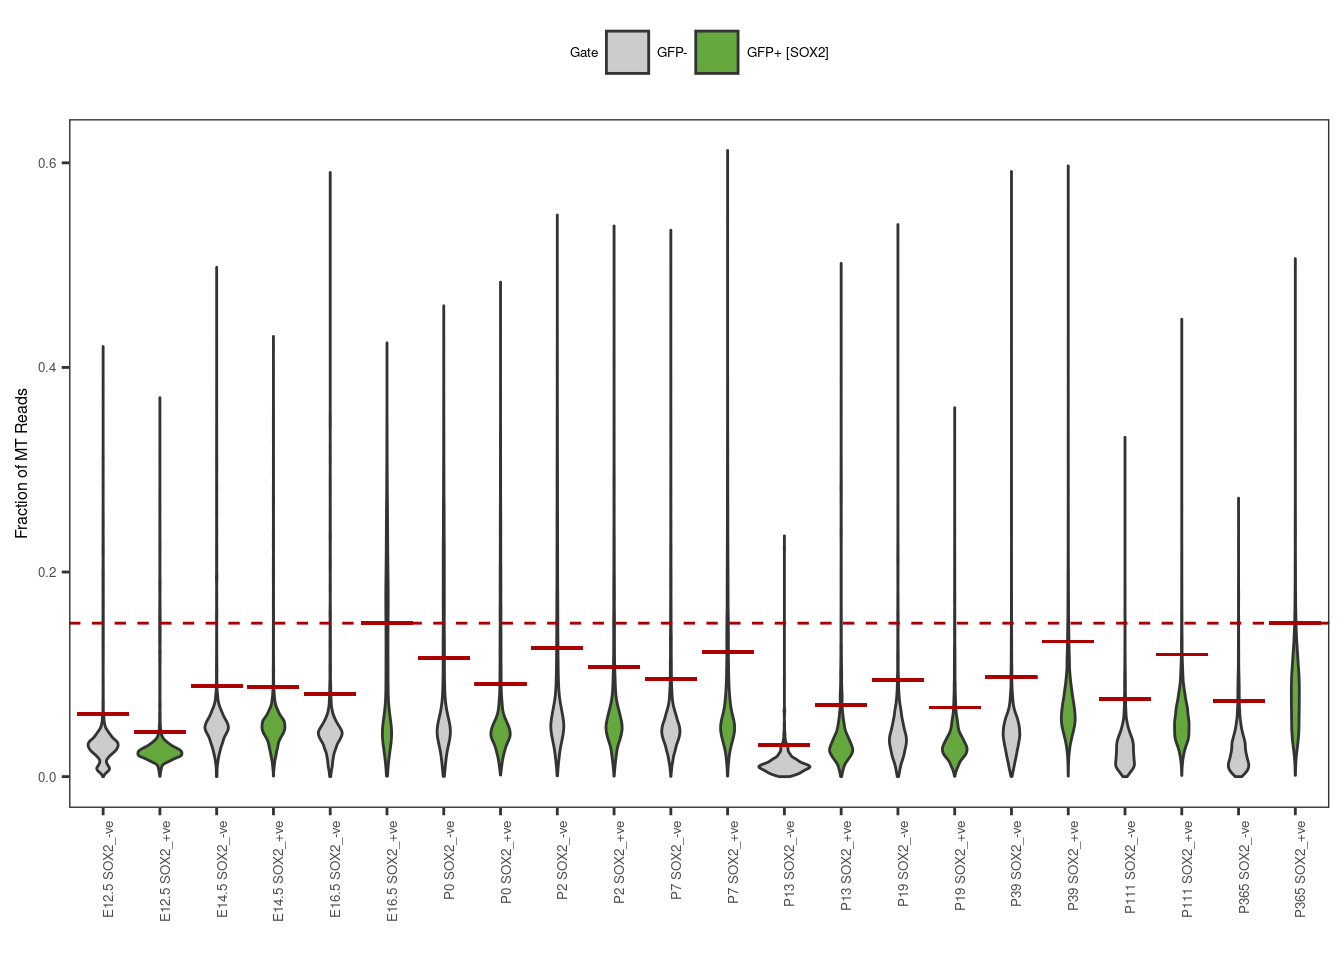 Gate GFP- GFP+ [SOX2]
Fraction of MT Reads
0.6
0.4
0.2
0.0
E12.5 SOX2_-ve
E12.5 SOX2_+ve
E14.5 SOX2_-ve
E14.5 SOX2_+ve
E16.5 SOX2_-ve
E16.5 SOX2_+ve
P0 SOX2_-ve
P0 SOX2_+ve
P2 SOX2_-ve
P2 SOX2_+ve
P7 SOX2_-ve
P7 SOX2_+ve
P13 SOX2_-ve
P13 SOX2_+ve
P19 SOX2_-ve
P19 SOX2_+ve
P39 SOX2_-ve
P39 SOX2_+ve
P111 SOX2_-ve
P111 SOX2_+ve
P365 SOX2_-ve
P365 SOX2_+ve